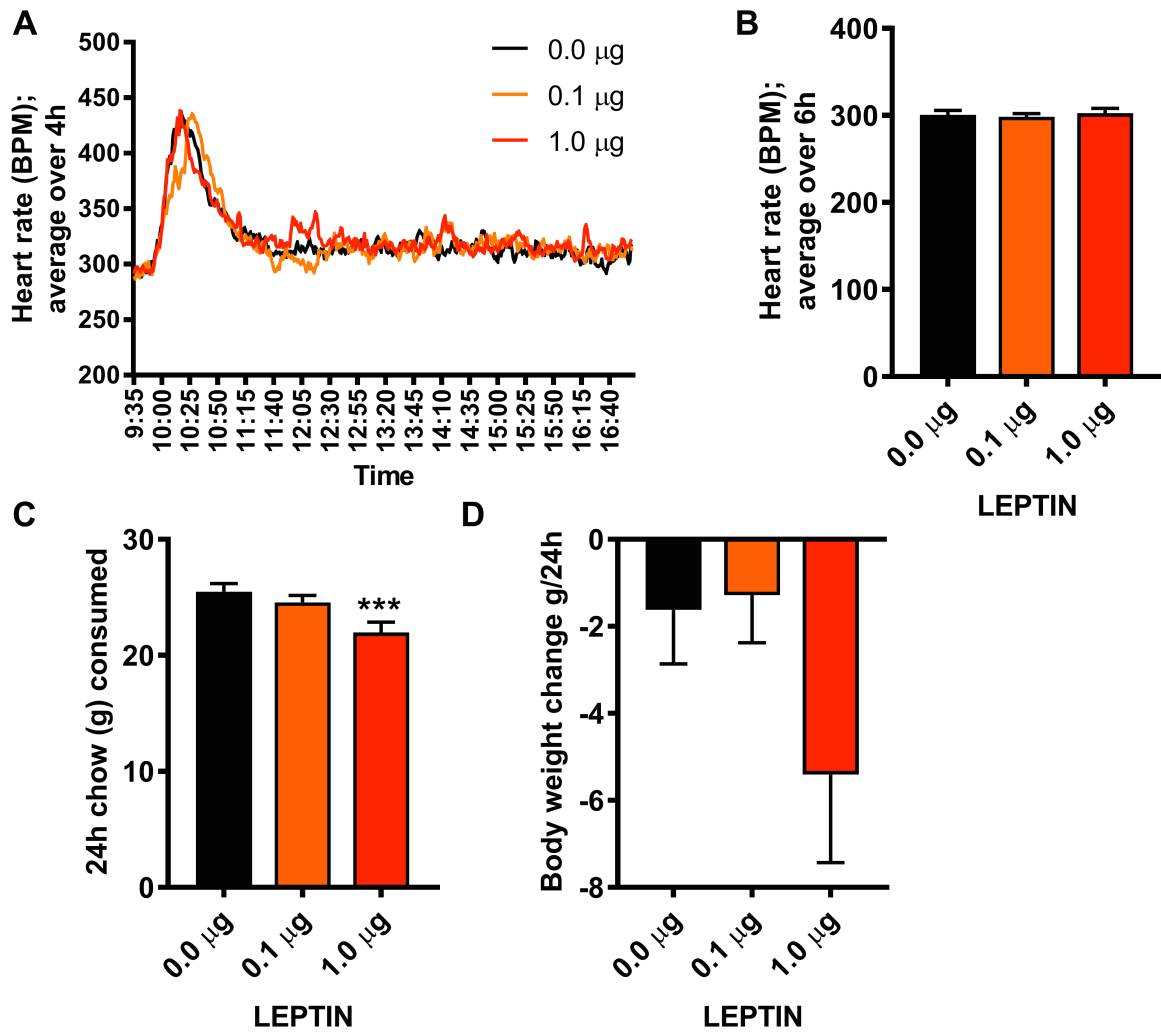 A
Heart rate (BPM);
average over 4h
500
450
400
350
300
250
200
0.0 μg
0.1 μg
1.0 μg
9:35
10:00
10:25
10:50
11:15
11:40
12:05
12:30
12:55
13:20
13:45
14:10
14:35
15:00
15:25
15:50
16:15
16:40
Time
B
Heart rate (BPM);
average over 6h
400
300
200
100
0
0.0 μg
0.1 μg
1.0 μg
LEPTIN
C
24h chow (g) consumed
30
20
10
0
***
0.0 μg
0.1 μg
1.0 μg
LEPTIN
D
Body weight change g/24h
0
-2
-4
-6
-8
0.0 μg
0.1 μg
1.0 μg
LEPTIN